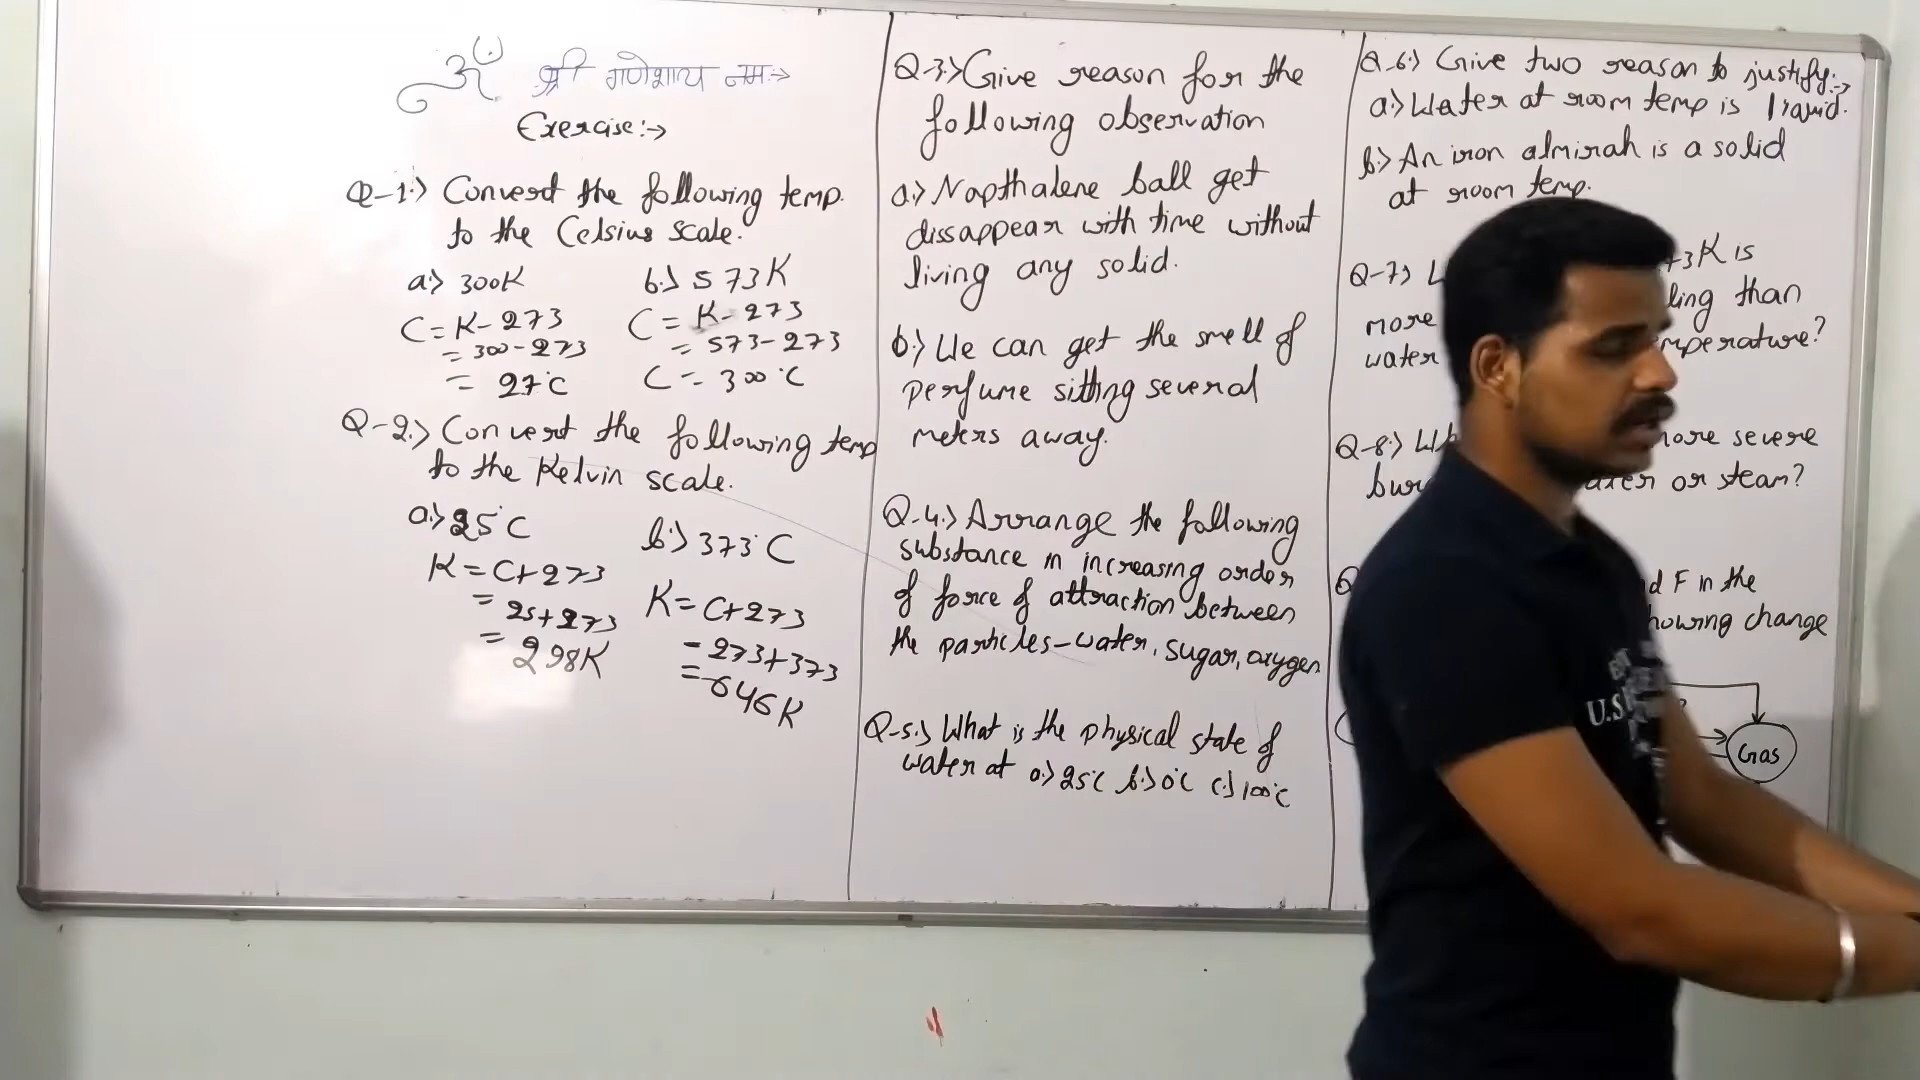 ॐ श्री गणेशाय नमः→
Exercise:→
Q-1.> Convert the following temp.
to the Celsius scale.
a.> 300K
b.> 573K
C = K - 273
= 300 - 273
= 27°C
C = K - 273
= 573 - 273
C = 300°C
Q-2.> Convert the following temp
to the Kelvin scale.
a.> 25°C
b.> 373°C
K = C + 273
= 25 + 273
= 298K
K = C + 273
= 273 + 373
= 646K
Q-3.> Give reason for the
following observation
a.> Napthalene ball get
dissappear with time without
living any solid.
b.> We can get the smell of
perfume sitting several
meters away.
Q-4.> Arrange the following
substance in increasing order
of force of attraction between
the particles - water, sugar, oxygen
Q-5.> What is the physical state of
water at a.> 25°C b.> 0°C c.> 100°C
Q-6.> Give two reason to justify:→
a.> Water at room temp is liquid.
b.> An iron almirah is a solid
at room temp.
Q-7> K is
more than
water
Q-8.> more severe
or steam?
F in the
change
Gas
U.S